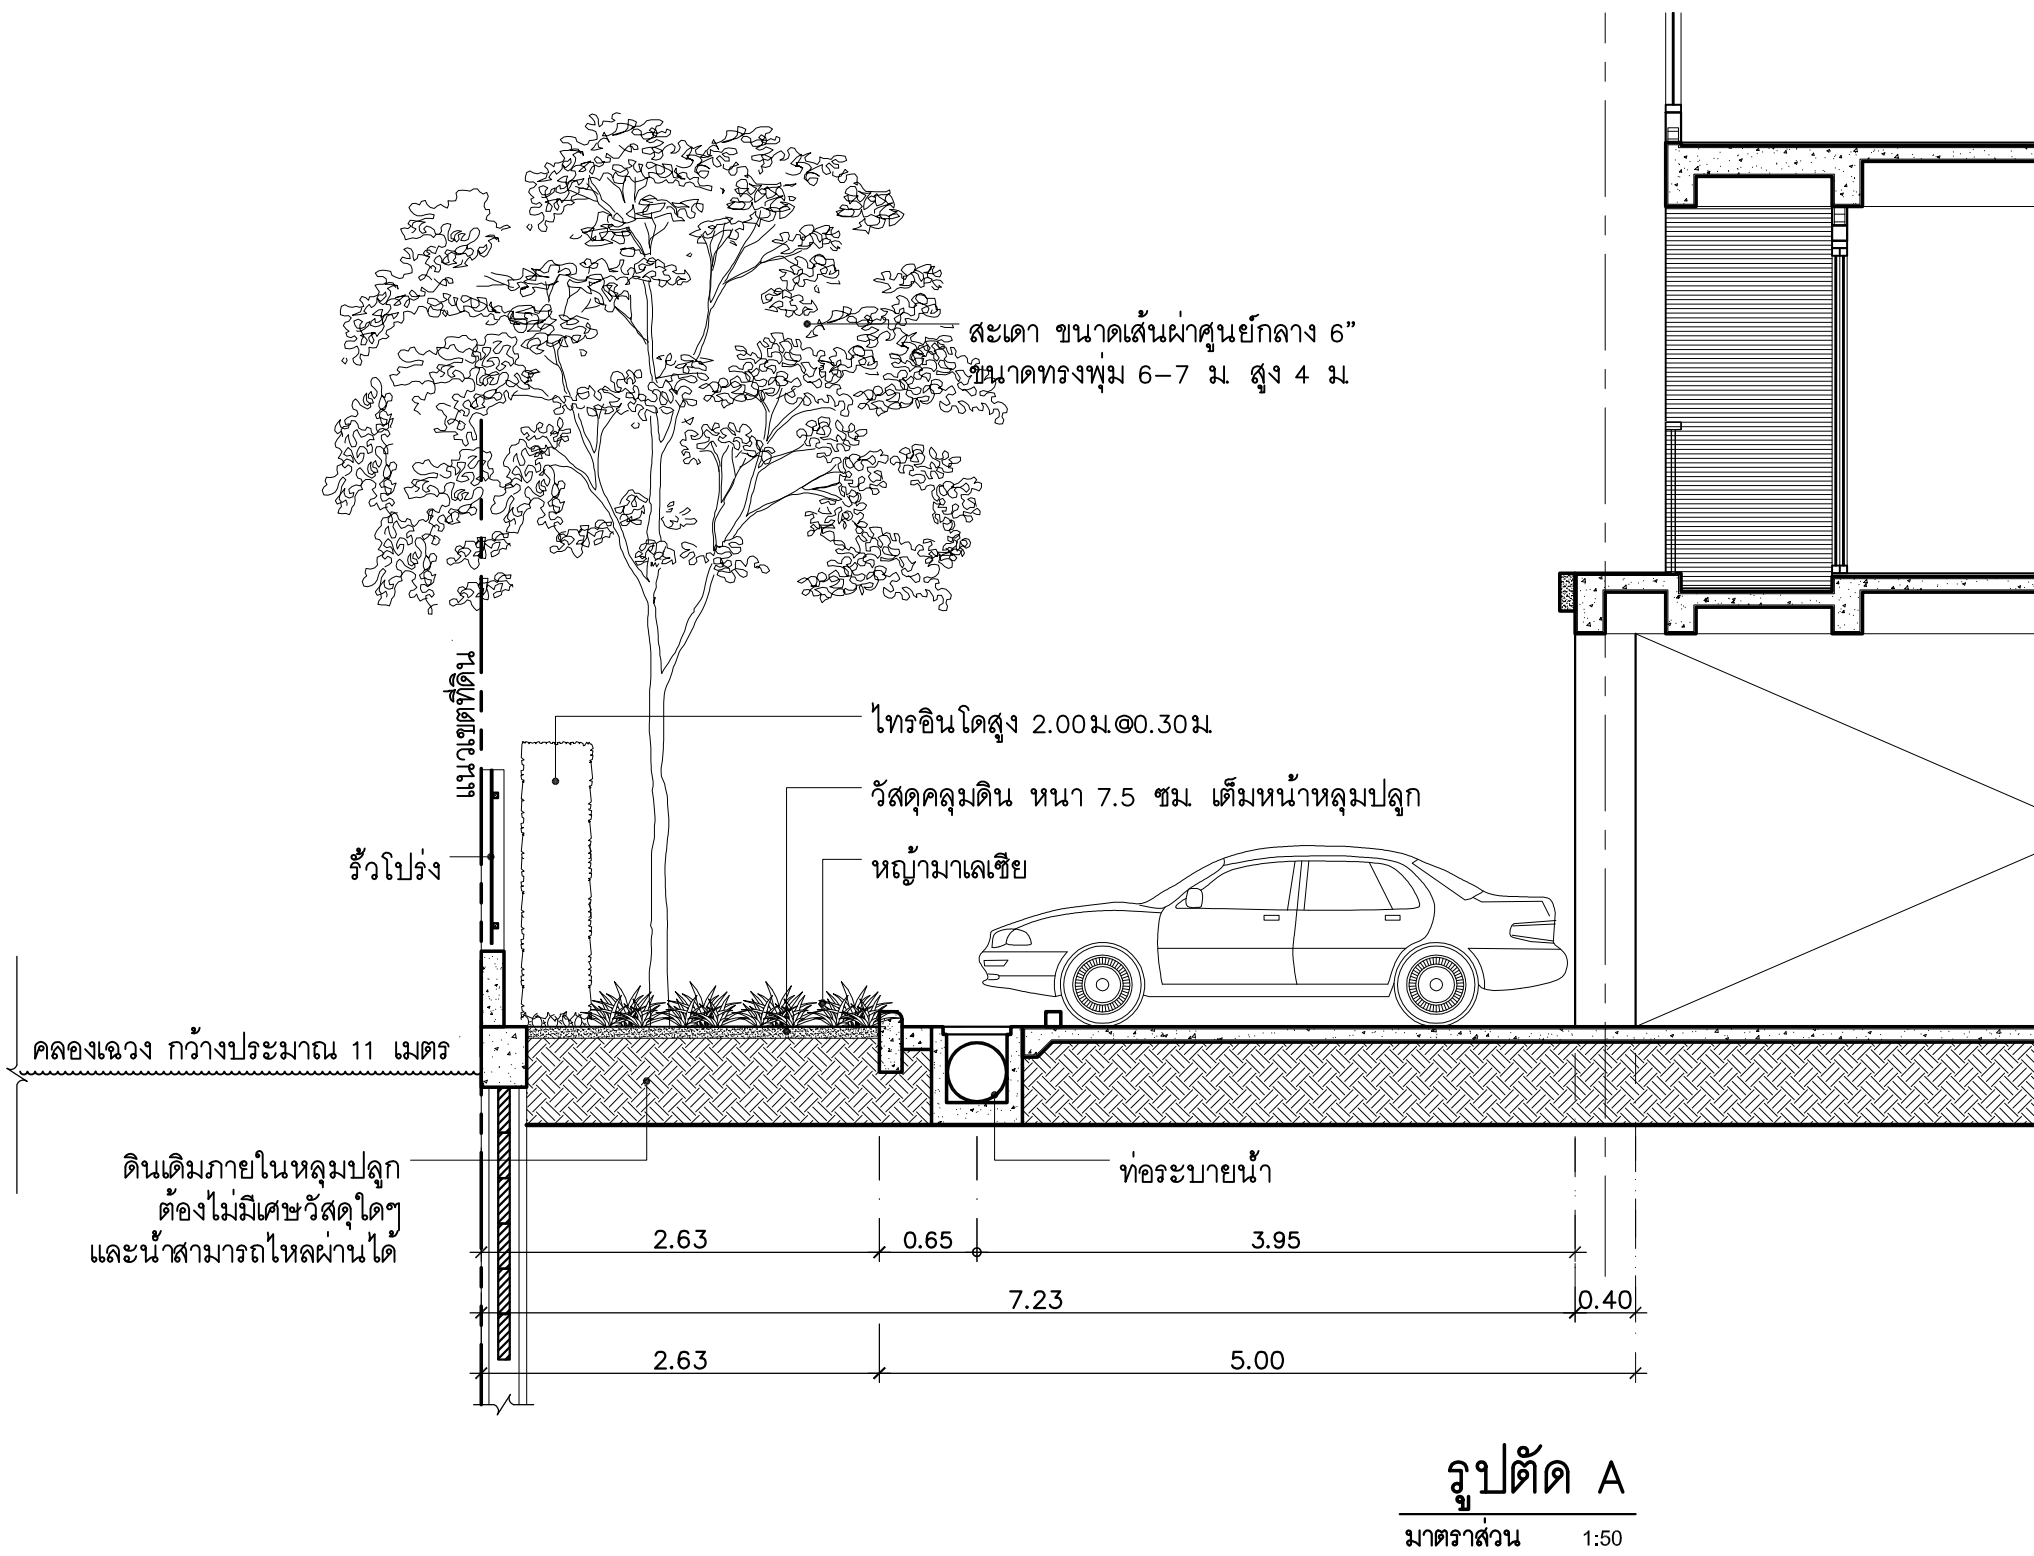 สะเดา ขนาดเส้นผ่าศูนย์กลาง 6”
ขนาดทรงพุ่ม 6-7 ม. สูง 4 ม.
แนวเขตที่ดิน
ไทรอินโดสูง 2.00ม.@0.30ม.
วัสดุคลุมดิน หนา 7.5 ซม. เต็มหน้าหลุมปลูก
รั้วโปร่ง
หญ้ามาเลเซีย
คลองเฉวง กว้างประมาณ 11 เมตร
ดินเดิมภายในหลุมปลูก
ต้องไม่มีเศษวัสดุใดๆ
และน้ำสามารถไหลผ่านได้
ท่อระบายน้ำ
2.63 0.65 3.95
7.23 0.40
2.63 5.00
รูปตัด A
มาตราส่วน 1:50